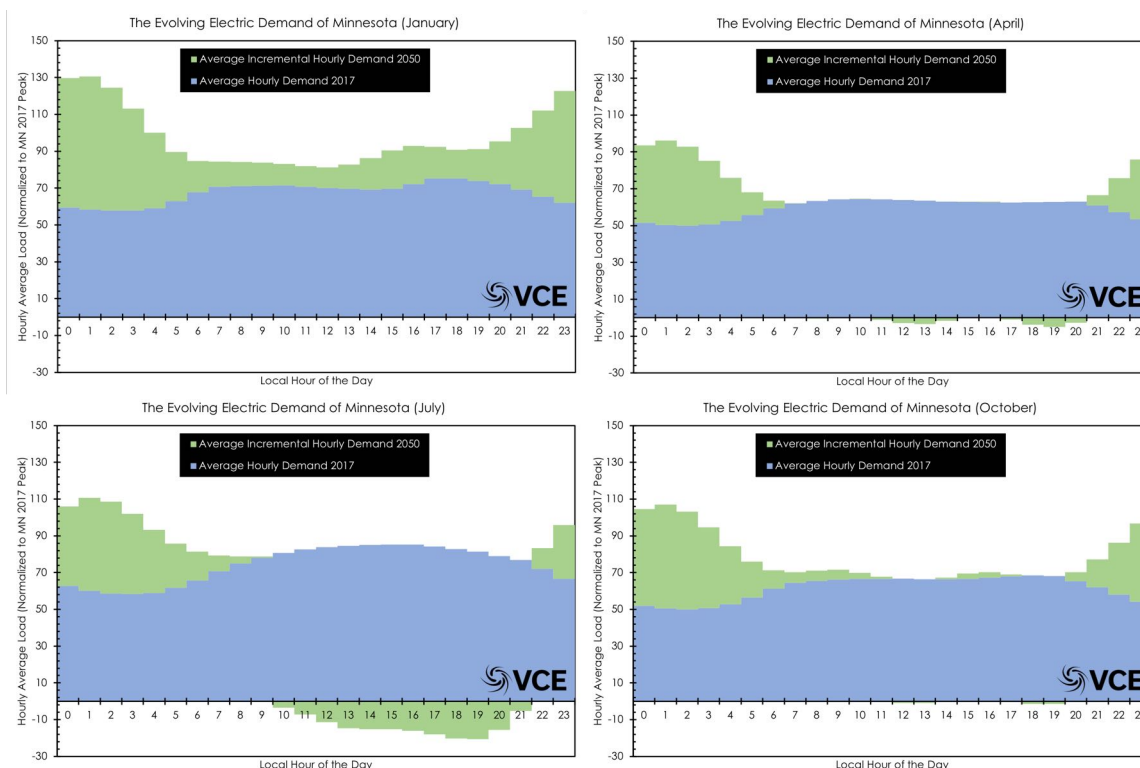 The Evolving Electric Demand of Minnesota (January)
150
130
110
90
70
50
30
10
-10
-30
Hourly Average Load (Normalized to MN 2017 Peak)
Average Incremental Hourly Demand 2050
Average Hourly Demand 2017
VCE
0 1 2 3 4 5 6 7 8 9 10 11 12 13 14 15 16 17 18 19 20 21 22 23
Local Hour of the Day
The Evolving Electric Demand of Minnesota (April)
150
130
110
90
70
50
30
10
-10
-30
Hourly Average Load (Normalized to MN 2017 Peak)
Average Incremental Hourly Demand 2050
Average Hourly Demand 2017
VCE
0 1 2 3 4 5 6 7 8 9 10 11 12 13 14 15 16 17 18 19 20 21 22 2
Local Hour of the Day
The Evolving Electric Demand of Minnesota (July)
150
130
110
90
70
50
30
10
-10
-30
Hourly Average Load (Normalized to MN 2017 Peak)
Average Incremental Hourly Demand 2050
Average Hourly Demand 2017
VCE
0 1 2 3 4 5 6 7 8 9 10 11 12 13 14 15 16 17 18 19 20 21 22 23
Local Hour of the Day
The Evolving Electric Demand of Minnesota (October)
150
130
110
90
70
50
30
10
-10
-30
Hourly Average Load (Normalized to MN 2017 Peak)
Average Incremental Hourly Demand 2050
Average Hourly Demand 2017
VCE
0 1 2 3 4 5 6 7 8 9 10 11 12 13 14 15 16 17 18 19 20 21 22 2
Local Hour of the Day